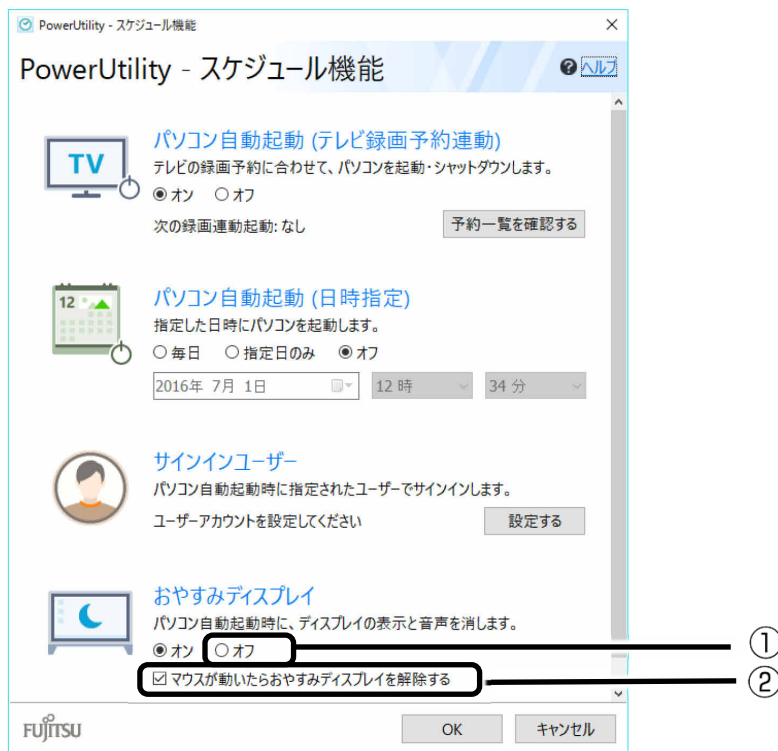 PowerUtility - スケジュール機能
PowerUtility - スケジュール機能
ヘルプ
TV
パソコン自動起動 (テレビ録画予約連動)
テレビの録画予約に合わせて、パソコンを起動・シャットダウンします。
オン オフ
次の録画連動起動: なし 予約一覧を確認する
12
パソコン自動起動 (日時指定)
指定した日時にパソコンを起動します。
毎日 指定日のみ オフ
2016年 7月 1日 12 時 34 分
サインインユーザー
パソコン自動起動時に指定されたユーザーでサインインします。
ユーザーアカウントを設定してください 設定する
おやすみディスプレイ
パソコン自動起動時に、ディスプレイの表示と音声を消します。
オン オフ ①
マウスが動いたらおやすみディスプレイを解除する ②
FUJITSU OK キャンセル